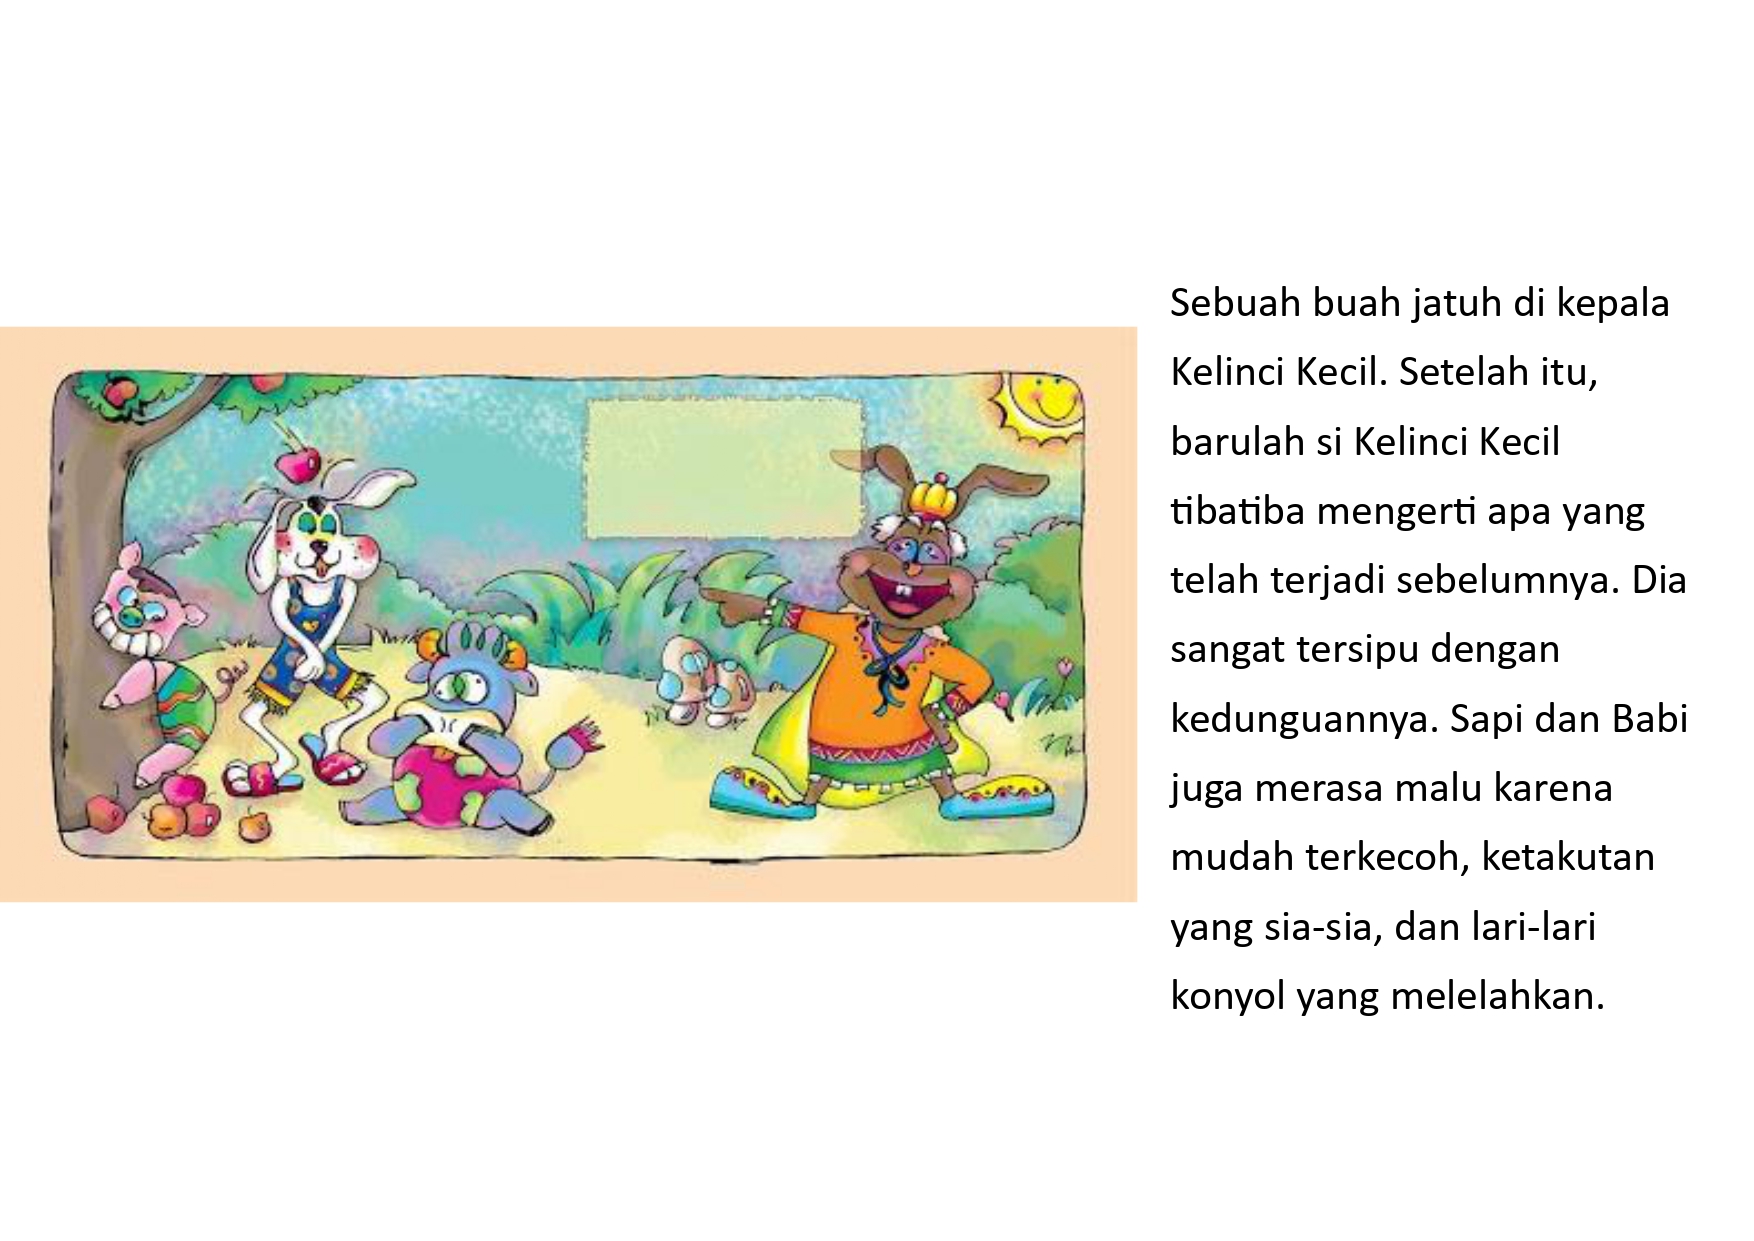 Sebuah buah jatuh di kepala
Kelinci Kecil. Setelah itu,
barulah si Kelinci Kecil
tibatiba mengerti apa yang
telah terjadi sebelumnya. Dia
sangat tersipu dengan
kedunguannya. Sapi dan Babi
juga merasa malu karena
mudah terkecoh, ketakutan
yang sia-sia, dan lari-lari
konyol yang melelahkan.